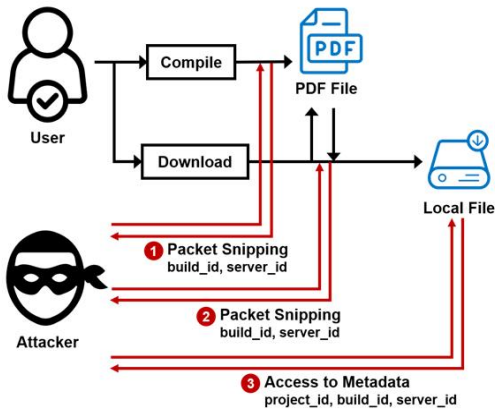 Compile
PDF
PDF File
User
Download
Local File
1 Packet Snipping
build_id, server_id
2 Packet Snipping
build_id, server_id
Attacker
3 Access to Metadata
project_id, build_id, server_id